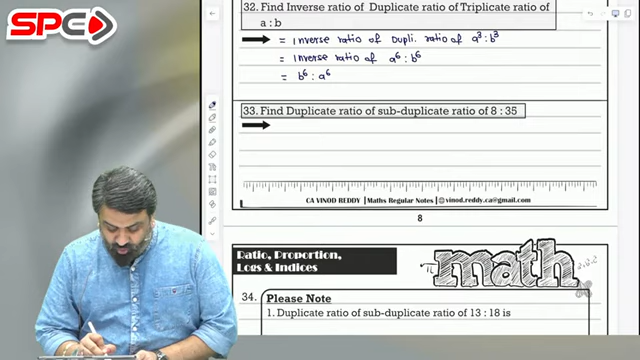 SPC
32. Find Inverse ratio of Duplicate ratio of Triplicate ratio of
a : b
= Inverse ratio of Dupli. ratio of a³ : b³
= Inverse ratio of a⁶ : b⁶
= b⁶ : a⁶
33. Find Duplicate ratio of sub-duplicate ratio of 8 : 35
CA VINOD REDDY | Maths Regular Notes | vinod.reddy.ca@gmail.com
8
Ratio, Proportion,
Logs & Indices
π math
34. Please Note
1. Duplicate ratio of sub-duplicate ratio of 13 : 18 is